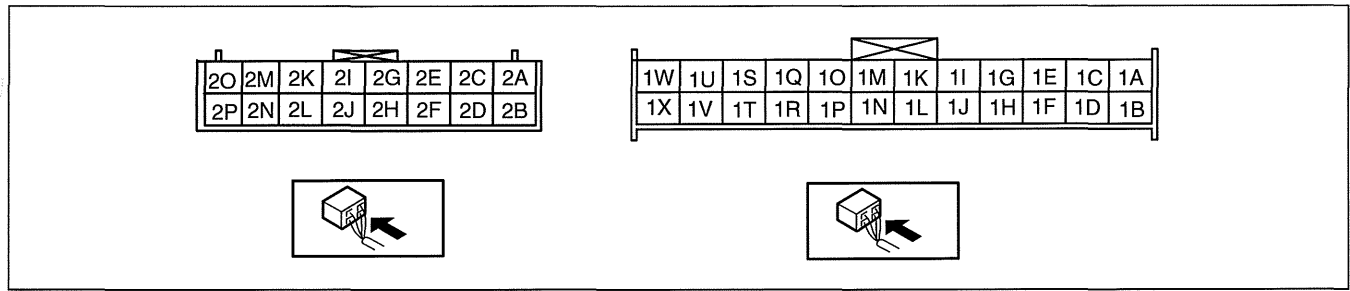 2O 2M 2K 2I 2G 2E 2C 2A
2P 2N 2L 2J 2H 2F 2D 2B
1W 1U 1S 1Q 1O 1M 1K 1I 1G 1E 1C 1A
1X 1V 1T 1R 1P 1N 1L 1J 1H 1F 1D 1B